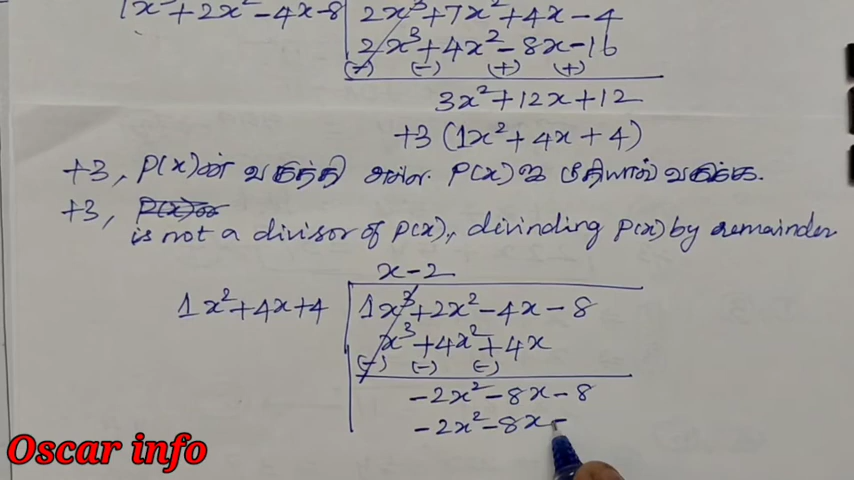 1x³+2x²-4x-8 | 2x³+7x²+4x-4
2x³+4x²-8x-16
(-) (-) (+) (+)
3x²+12x+12
+3(1x²+4x+4)
+3, P(x)ன் வகுத்தி அல்ல. P(x)ஐ மீதியால் வகுக்க.
+3,
is not a divisor of P(x), divinding P(x) by remainder
x-2
1x²+4x+4 | 1x³+2x²-4x-8
x³+4x²+4x
(-) (-) (-)
-2x²-8x-8
-2x²-8x-
Oscar info